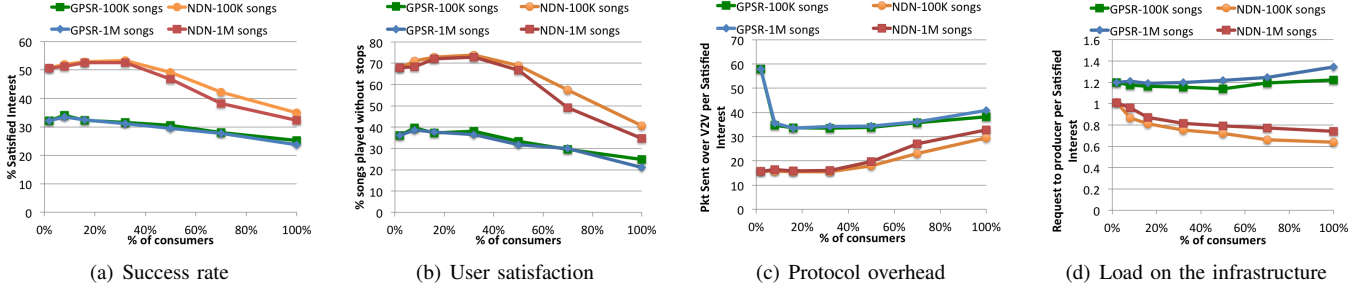 GPSR-100K songs NDN-100K songs
GPSR-1M songs NDN-1M songs
% Satisfied Interest
60
50
40
30
20
10
0
0% 20% 40% 60% 80% 100%
% of consumers
(a) Success rate
GPSR-100K songs NDN-100K songs
GPSR-1M songs NDN-1M songs
% songs played without stops
80
70
60
50
40
30
20
10
0
0% 20% 40% 60% 80% 100%
% of consumers
(b) User satisfaction
GPSR-100K songs NDN-100K songs
GPSR-1M songs NDN-1M songs
Pkt Sent over V2V per Satisfied
Interest
70
60
50
40
30
20
10
0
0% 20% 40% 60% 80% 100%
% of consumers
(c) Protocol overhead
GPSR-100K songs NDN-100K songs
GPSR-1M songs NDN-1M songs
Request to producer per Satisfied
Interest
1.6
1.4
1.2
1
0.8
0.6
0.4
0.2
0
0% 20% 40% 60% 80% 100%
% of consumers
(d) Load on the infrastructure